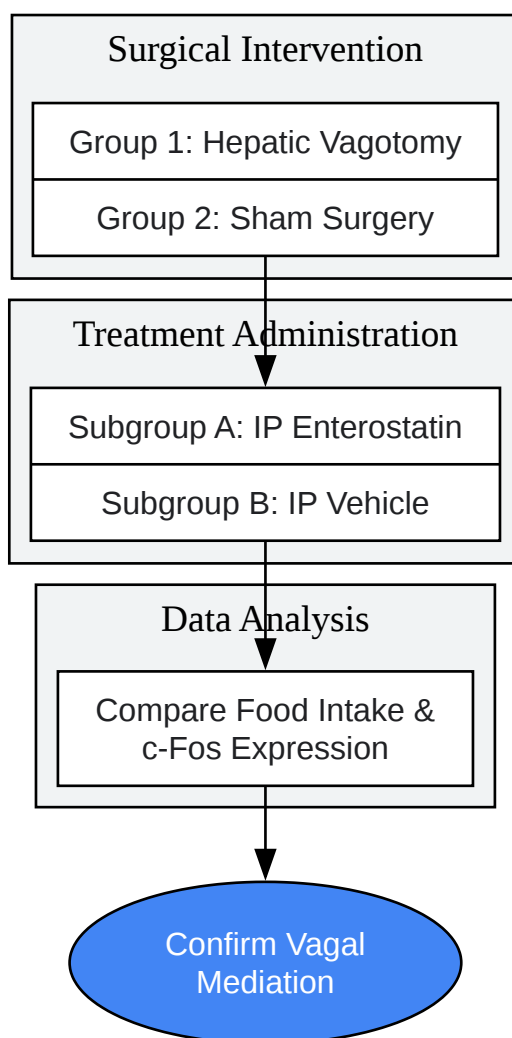 Surgical Intervention
Group 1: Hepatic Vagotomy
Group 2: Sham Surgery
Treatment Administration
Subgroup A: IP Enterostatin
Subgroup B: IP Vehicle
Data Analysis
Compare Food Intake &
c-Fos Expression
Confirm Vagal
Mediation